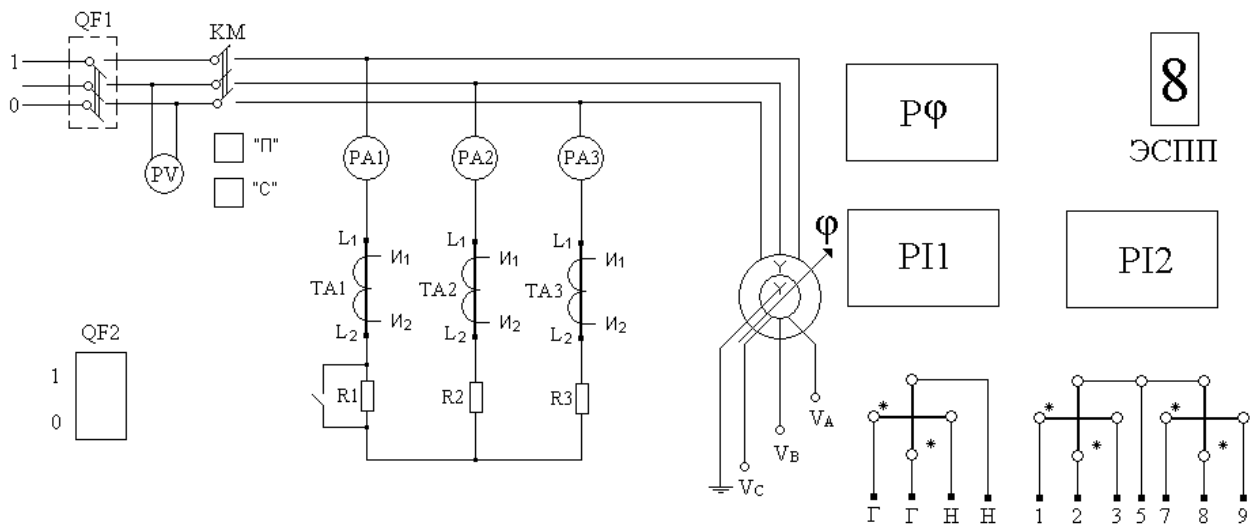 QF1
KM
1
0
"П"
"С"
PV
PA1
PA2
PA3
L1
И1
L1
И1
L1
И1
TA1
TA2
TA3
L2
И2
L2
И2
L2
И2
R1
R2
R3
QF2
1
0
Y
Y
φ
VA
VB
VC
Pφ
8
ЭСПП
PI1
PI2
*
*
*
*
*
*
Г Г Н Н
1 2 3 5 7 8 9